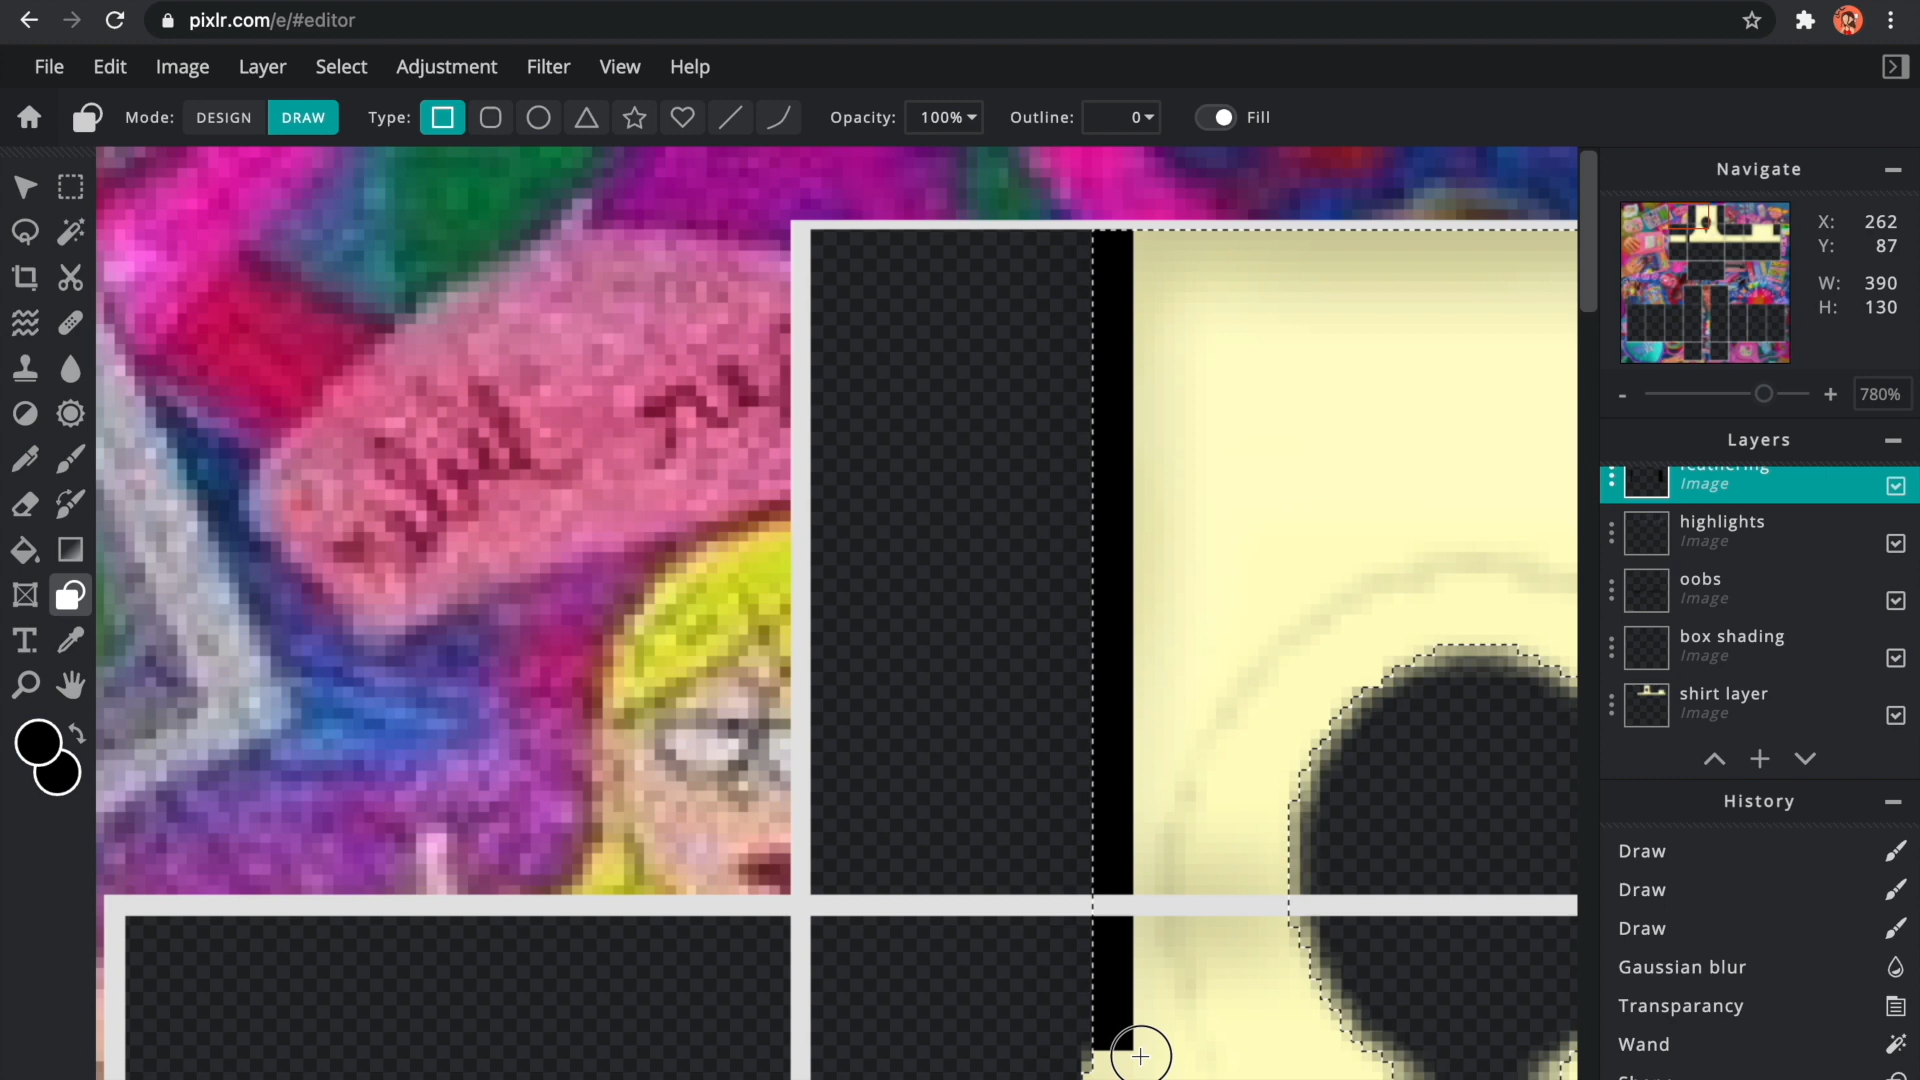 pixlr.com/e/#editor
File Edit Image Layer Select Adjustment Filter View Help
Mode: DESIGN DRAW Type: Opacity: 100% Outline: 0 Fill
Navigate
X: 262
Y: 87
W: 390
H: 130
- + 780%
Layers
feathering
Image
highlights
Image
oobs
Image
box shading
Image
shirt layer
Image
History
Draw
Draw
Draw
Gaussian blur
Transparancy
Wand